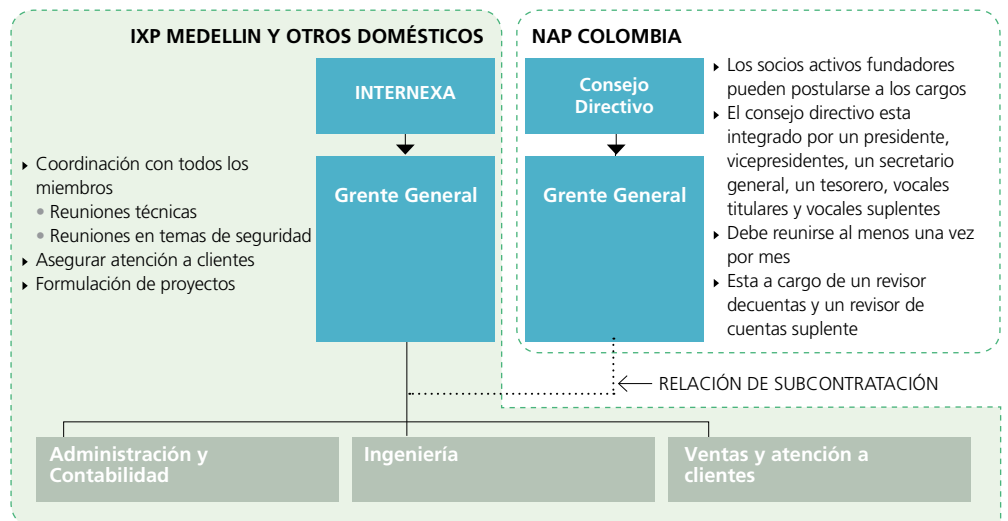 IXP MEDELLIN Y OTROS DOMÉSTICOS
INTERNEXA
Grente General
▸ Coordinación con todos los
miembros
• Reuniones técnicas
• Reuniones en temas de seguridad
▸ Asegurar atención a clientes
▸ Formulación de proyectos
NAP COLOMBIA
Consejo
Directivo
Grente General
▸ Los socios activos fundadores
pueden postularse a los cargos
▸ El consejo directivo esta
integrado por un presidente,
vicepresidentes, un secretario
general, un tesorero, vocales
titulares y vocales suplentes
▸ Debe reunirse al menos una vez
por mes
▸ Esta a cargo de un revisor
decuentas y un revisor de
cuentas suplente
RELACIÓN DE SUBCONTRATACIÓN
Administración y
Contabilidad
Ingeniería
Ventas y atención a
clientes